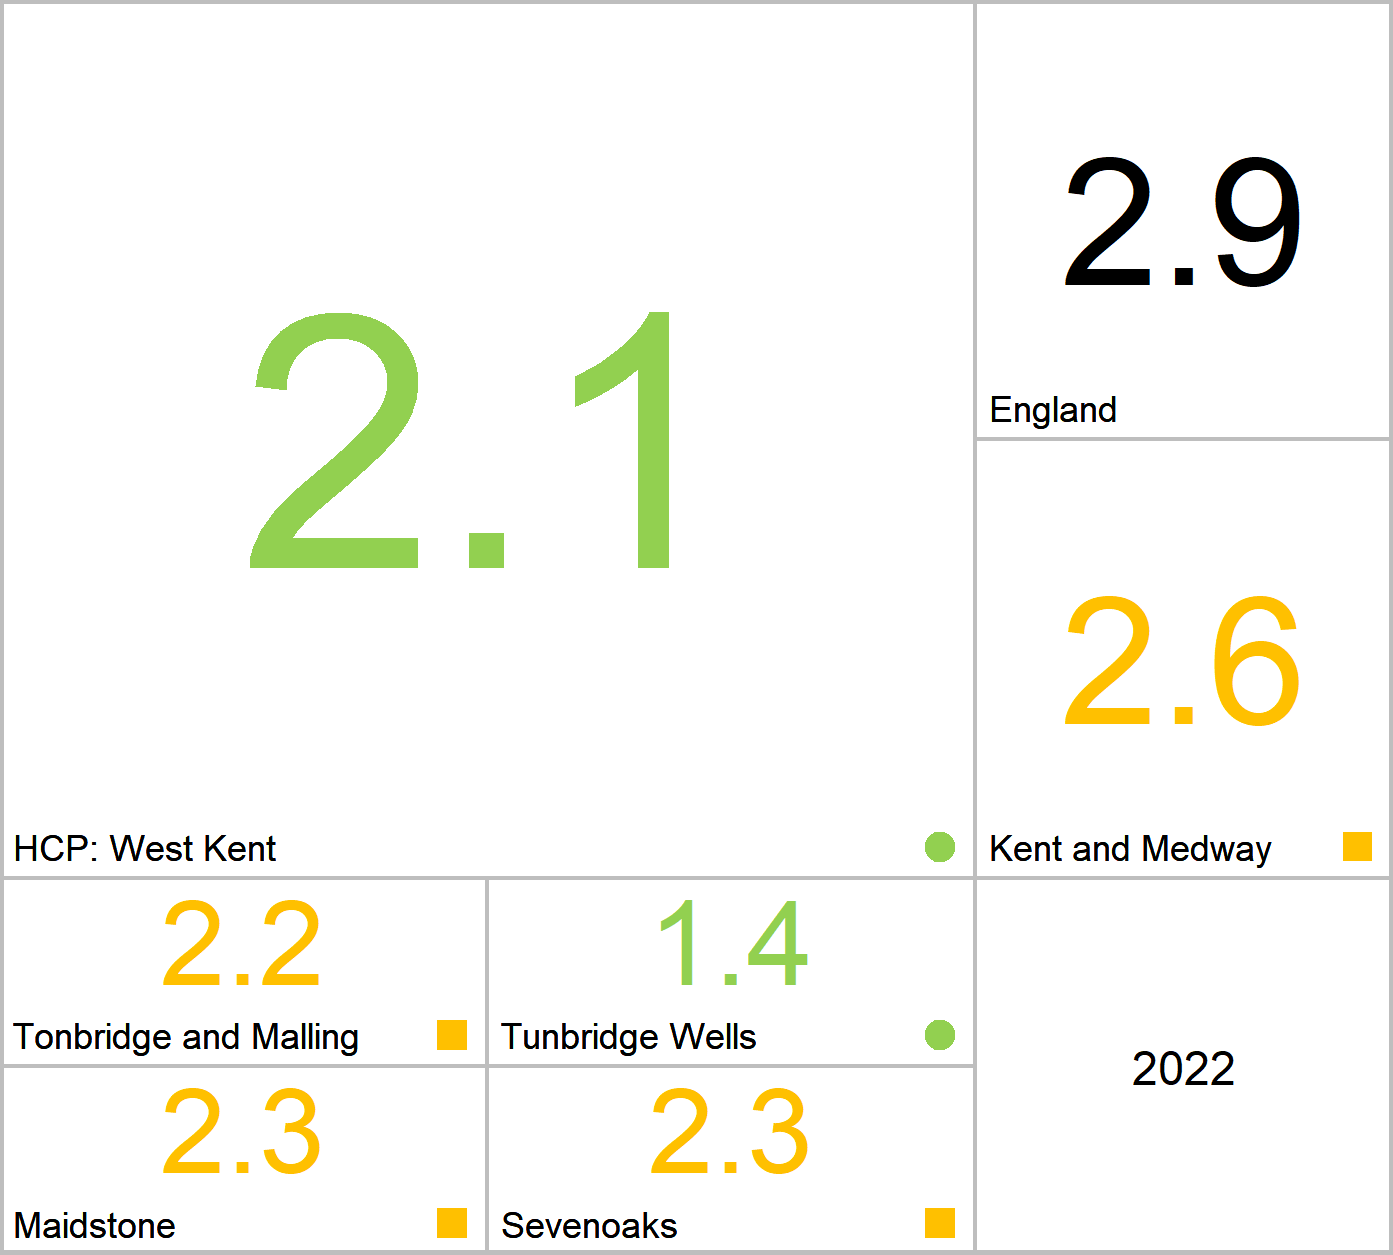 2.1
HCP: West Kent
2.9
England
2.6
Kent and Medway
2.2
Tonbridge and Malling
1.4
Tunbridge Wells
2.3
Maidstone
2.3
Sevenoaks
2022